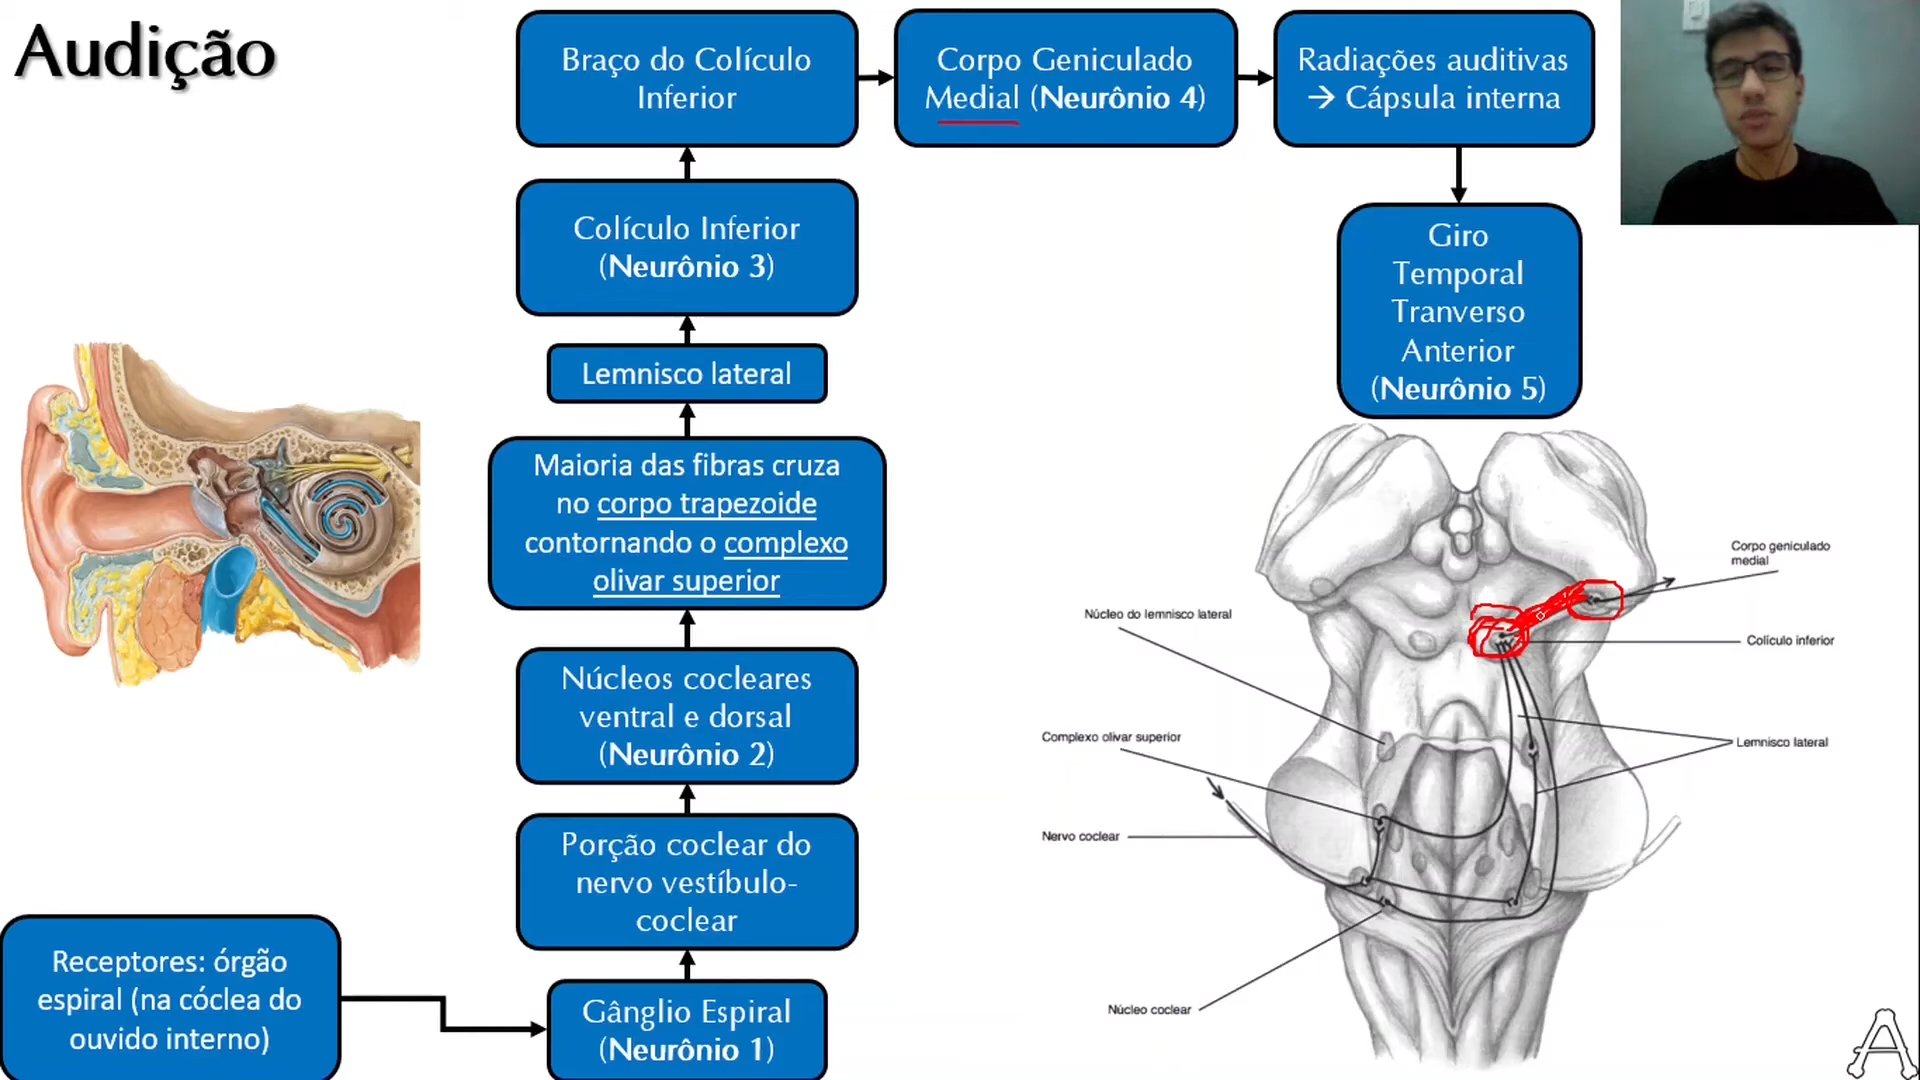 Audição
Braço do Colículo
Inferior
Corpo Geniculado
Medial (Neurônio 4)
Radiações auditivas
→ Cápsula interna
Giro
Temporal
Tranverso
Anterior
(Neurônio 5)
Colículo Inferior
(Neurônio 3)
Lemnisco lateral
Maioria das fibras cruza
no corpo trapezoide
contornando o complexo
olivar superior
Núcleos cocleares
ventral e dorsal
(Neurônio 2)
Porção coclear do
nervo vestíbulo-
coclear
Gânglio Espiral
(Neurônio 1)
Receptores: órgão
espiral (na cóclea do
ouvido interno)
Corpo geniculado
medial
Núcleo do lemnisco lateral
Colículo inferior
Complexo olivar superior
Lemnisco lateral
Nervo coclear
Núcleo coclear
A